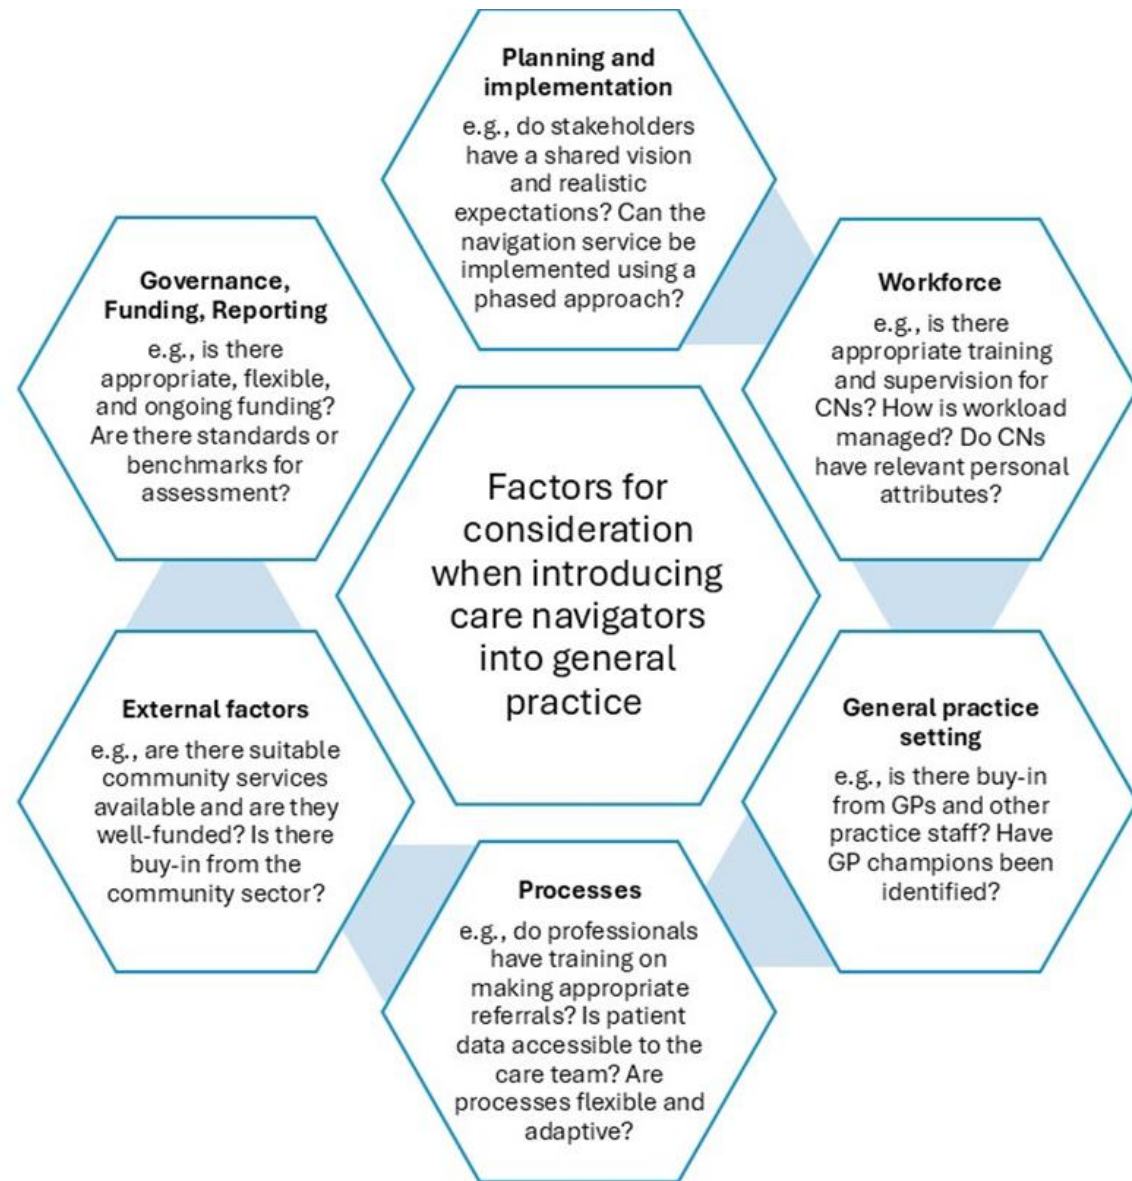 Planning and
implementation
e.g., do stakeholders
have a shared vision
and realistic
expectations? Can the
navigation service be
implemented using a
phased approach?
Workforce
e.g., is there
appropriate training
and supervision for
CNs? How is workload
managed? Do CNs
have relevant personal
attributes?
General practice
setting
e.g., is there buy-in
from GPs and other
practice staff? Have
GP champions been
identified?
Processes
e.g., do professionals
have training on
making appropriate
referrals? Is patient
data accessible to the
care team? Are
processes flexible and
adaptive?
External factors
e.g., are there suitable
community services
available and are they
well-funded? Is there
buy-in from the
community sector?
Governance,
Funding, Reporting
e.g., is there
appropriate, flexible,
and ongoing funding?
Are there standards or
benchmarks for
assessment?
Factors for
consideration
when introducing
care navigators
into general
practice